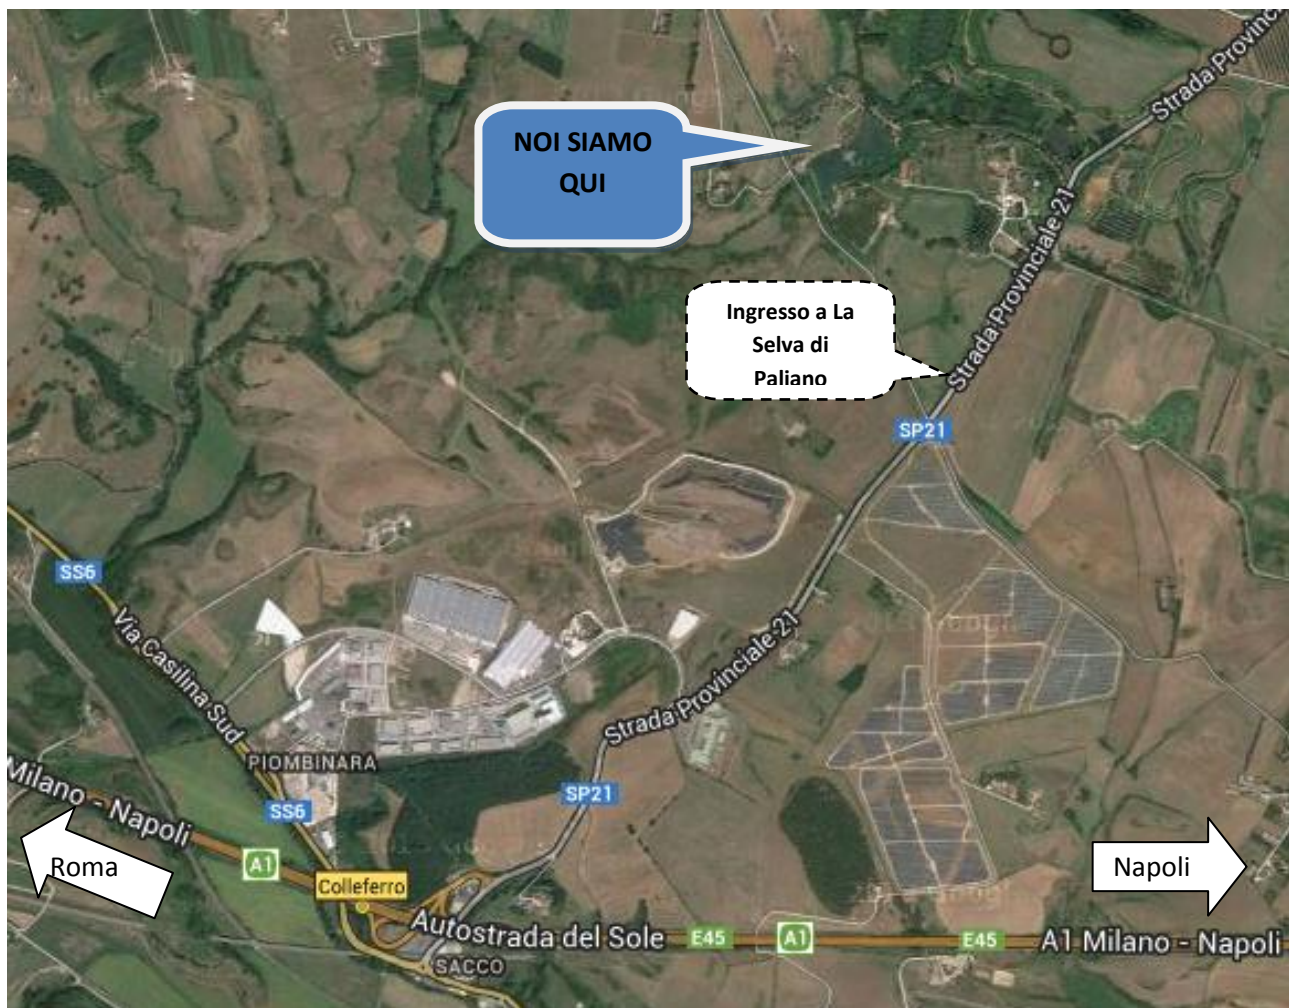 Strada Provinciale
NOI SIAMO
QUI
Strada Provinciale 21
Ingresso a La
Selva di
Paliano
SP21
SS6
Via Casilina Sud
Strada Provinciale 21
PIOMBINARA
SP21
SS6
Milano - Napoli
A1
Roma
Napoli
Colleferro
Autostrada del Sole
E45
A1
E45
A1 Milano - Napoli
SACCO